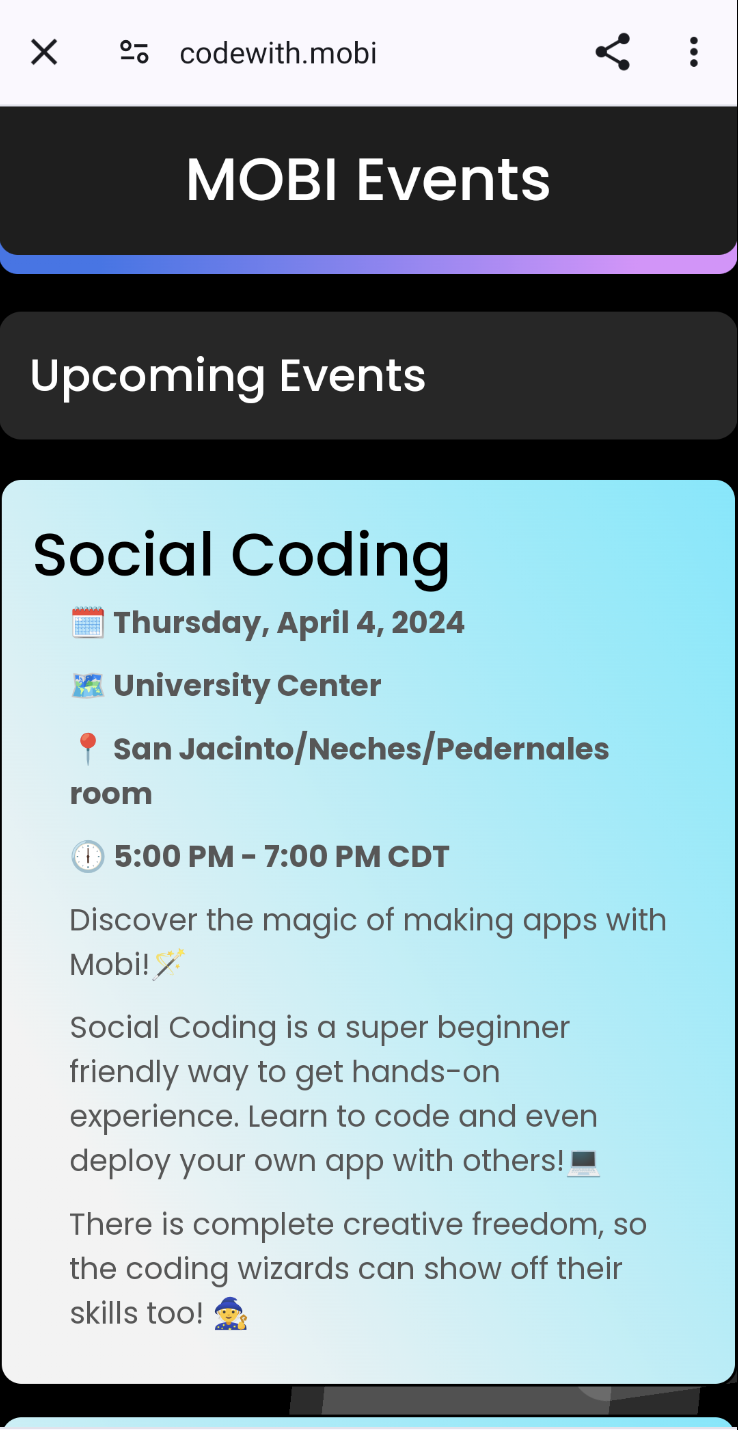 codewith.mobi
MOBI Events
Upcoming Events
Social Coding
🗓️ Thursday, April 4, 2024
🗺️ University Center
📍 San Jacinto/Neches/Pedernales
room
🕕 5:00 PM - 7:00 PM CDT
Discover the magic of making apps with
Mobi!🪄
Social Coding is a super beginner
friendly way to get hands-on
experience. Learn to code and even
deploy your own app with others!💻
There is complete creative freedom, so
the coding wizards can show off their
skills too! 🧙